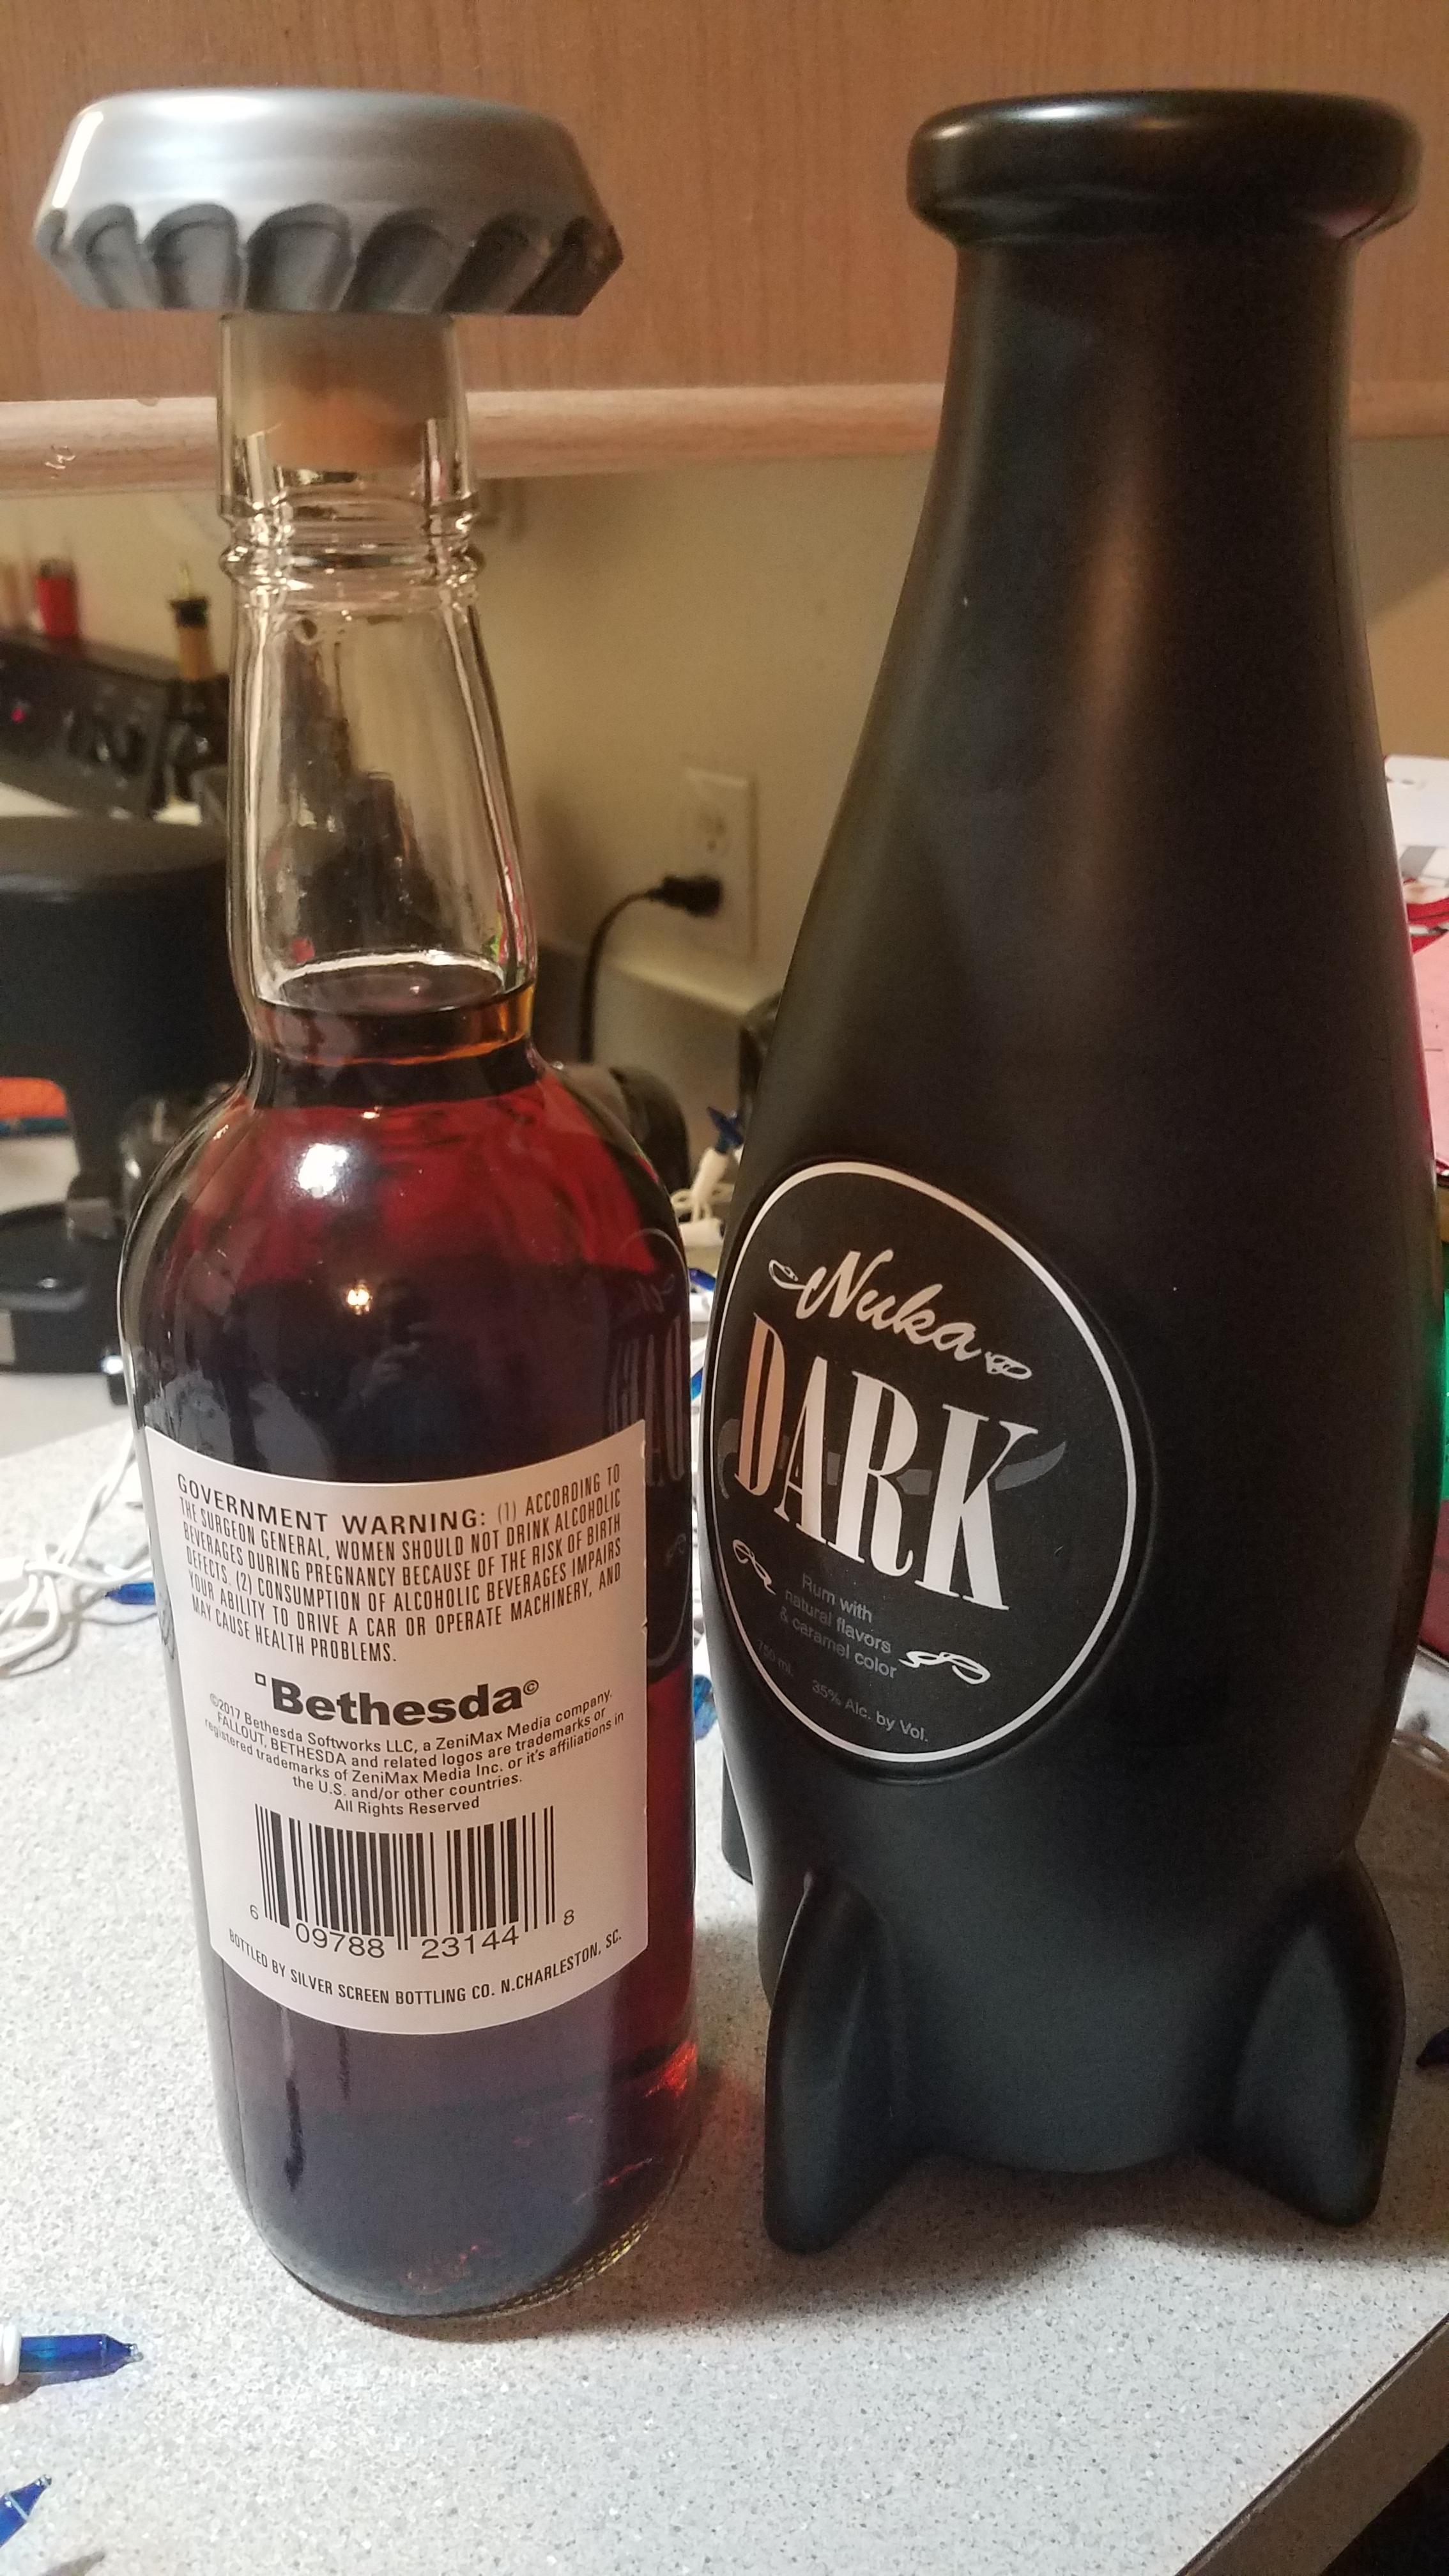 GOVERNMENT WARNING: (1) ACCORDING TO
THE SURGEON GENERAL, WOMEN SHOULD NOT DRINK ALCOHOLIC
BEVERAGES DURING PREGNANCY BECAUSE OF THE RISK OF BIRTH
DEFECTS. (2) CONSUMPTION OF ALCOHOLIC BEVERAGES IMPAIRS
YOUR ABILITY TO DRIVE A CAR OR OPERATE MACHINERY, AND
MAY CAUSE HEALTH PROBLEMS.
Bethesda©
©2017 Bethesda Softworks LLC, a ZeniMax Media company.
FALLOUT, BETHESDA and related logos are trademarks or
registered trademarks of ZeniMax Media Inc. or it's affiliations in
the U.S. and/or other countries.
All Rights Reserved
6 09788 23144 8
BOTTLED BY SILVER SCREEN BOTTLING CO. N.CHARLESTON, SC.
Nuka
DARK
Rum with
natural flavors
& caramel color
750 ml. 35% Alc. by Vol.